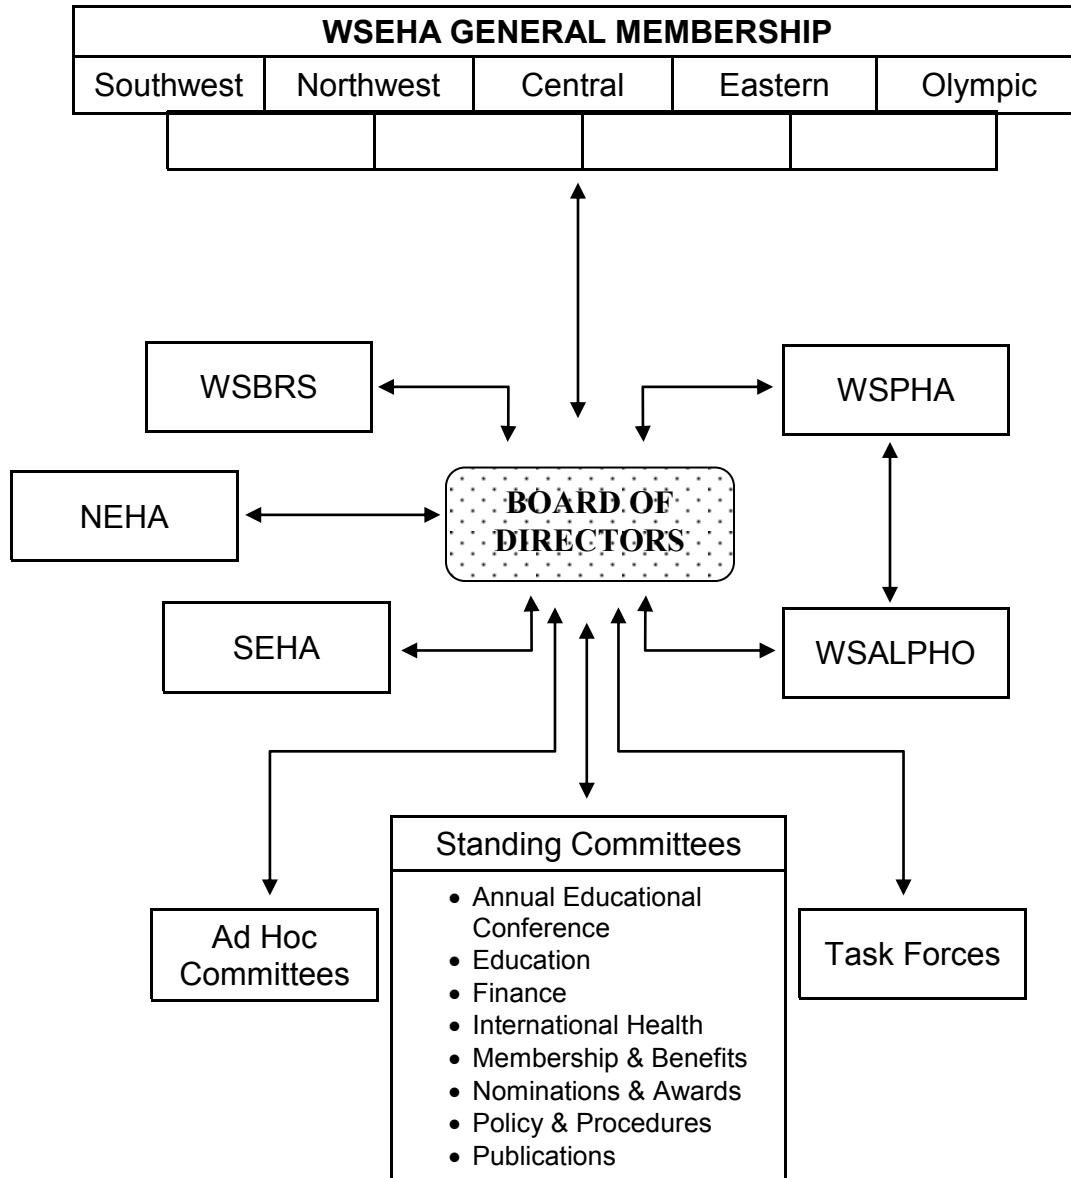 WSEHA GENERAL MEMBERSHIP
Southwest Northwest Central Eastern Olympic
WSBRS
WSPHA
NEHA
BOARD OF
DIRECTORS
SEHA
WSALPHO
Ad Hoc
Committees
Standing Committees
• Annual Educational
Conference
• Education
• Finance
• International Health
• Membership & Benefits
• Nominations & Awards
• Policy & Procedures
• Publications
Task Forces